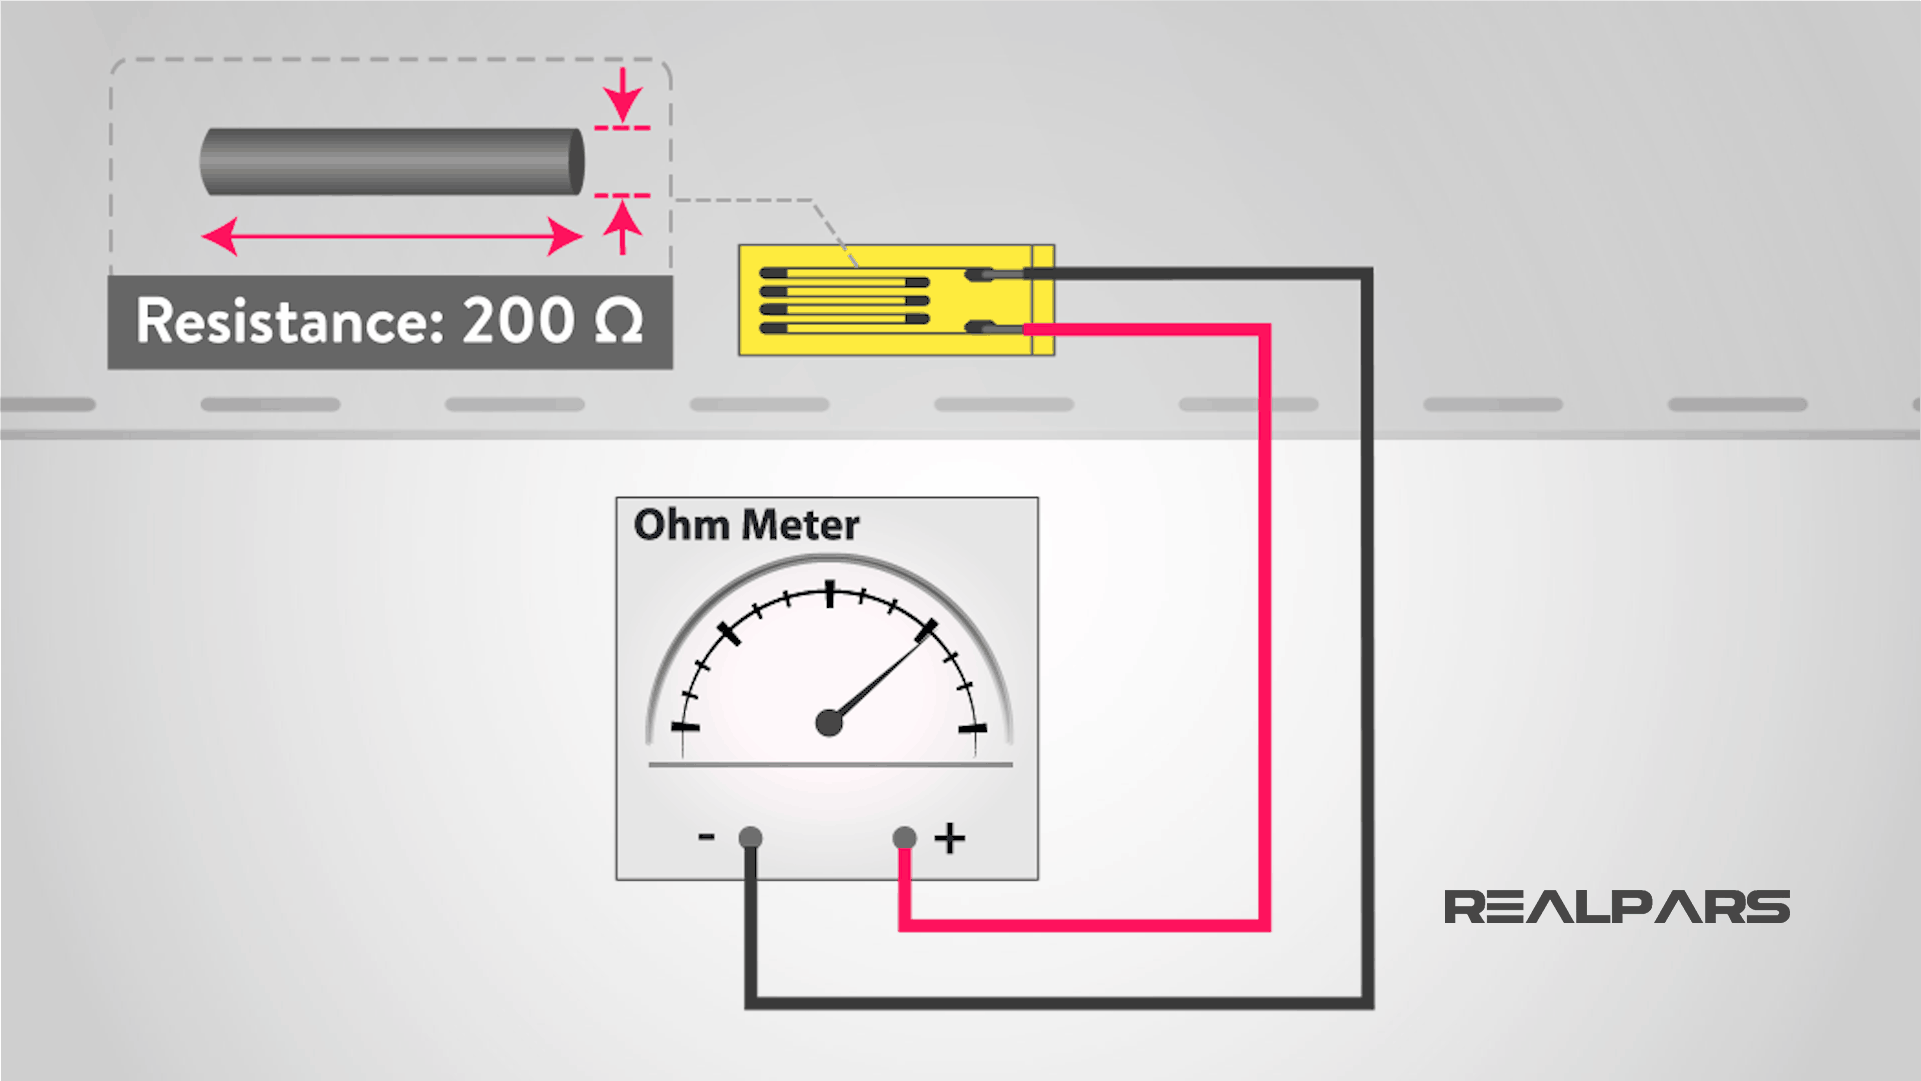 Resistance: 200 Ω
Ohm Meter
- +
REALPARS